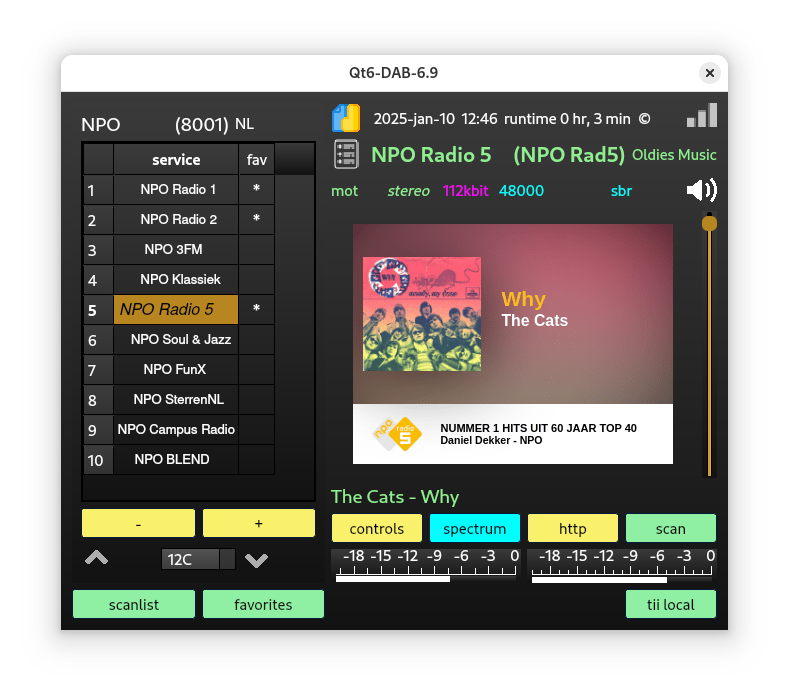 Qt6-DAB-6.9
NPO (8001) NL
service fav
1 NPO Radio 1 *
2 NPO Radio 2 *
3 NPO 3FM
4 NPO Klassiek
5 NPO Radio 5 *
6 NPO Soul & Jazz
7 NPO FunX
8 NPO SterrenNL
9 NPO Campus Radio
10 NPO BLEND
- +
12C
scanlist favorites
2025-jan-10 12:46 runtime 0 hr, 3 min ©
NPO Radio 5 (NPO Rad5) Oldies Music
mot stereo 112kbit 48000 sbr
Why
The Cats
npo radio 5
NUMMER 1 HITS UIT 60 JAAR TOP 40
Daniel Dekker - NPO
The Cats - Why
controls spectrum http scan
-18 -15 -12 -9 -6 -3 0 -18 -15 -12 -9 -6 -3 0
tii local